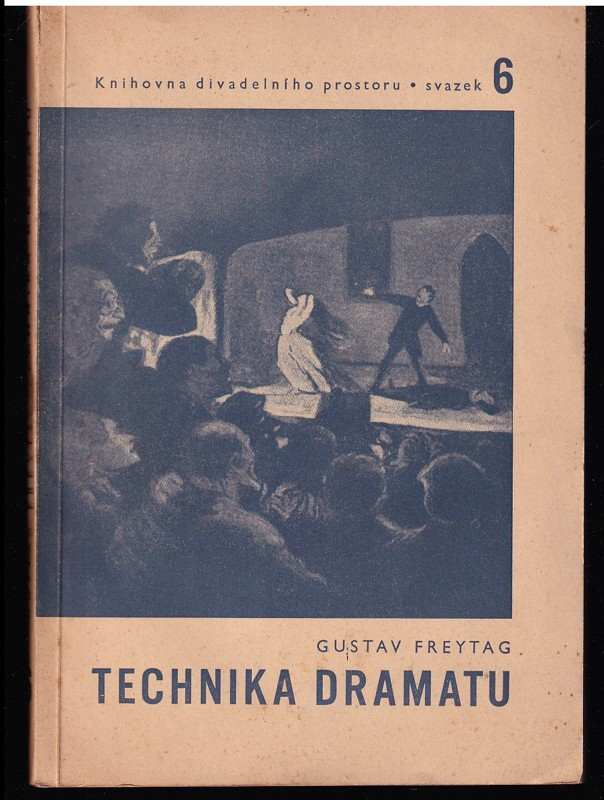 Knihovna divadelního prostoru • svazek 6
GUSTAV FREYTAG
TECHNIKA DRAMATU